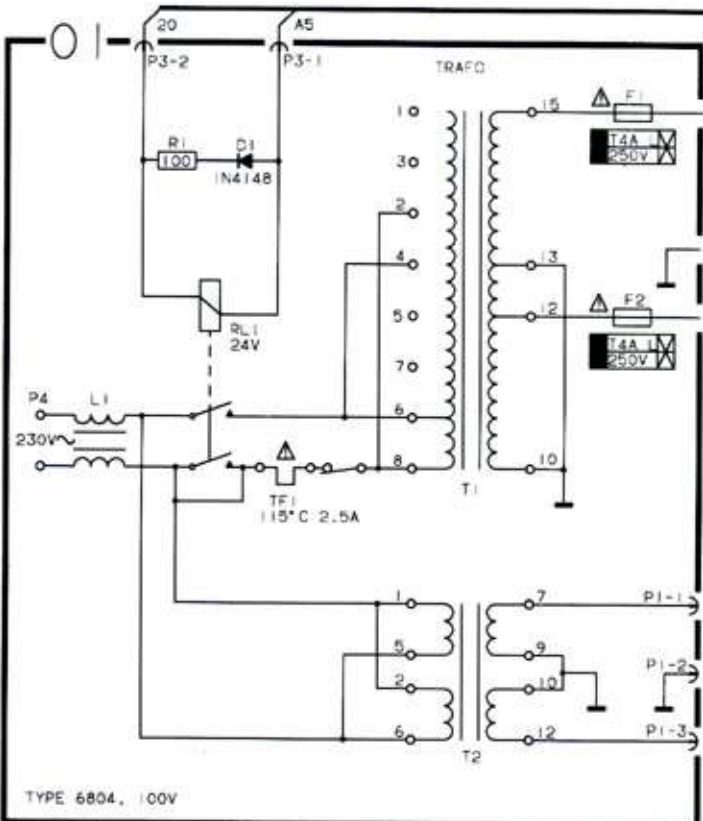 20 A5
P3-2 P3-1
TRAFO
1 15 F1
R1 D1
100
1N4148
T4A L
250V
3
2
4 13
RL1
24V
5 12 F2
T4A L
250V
7
P4 L1
6
230V~
8 10
TF1 T1
115°C 2.5A
1 7 P1-1
5 9
P1-2
2 10
6 12 P1-3
T2
TYPE 6804, 100V